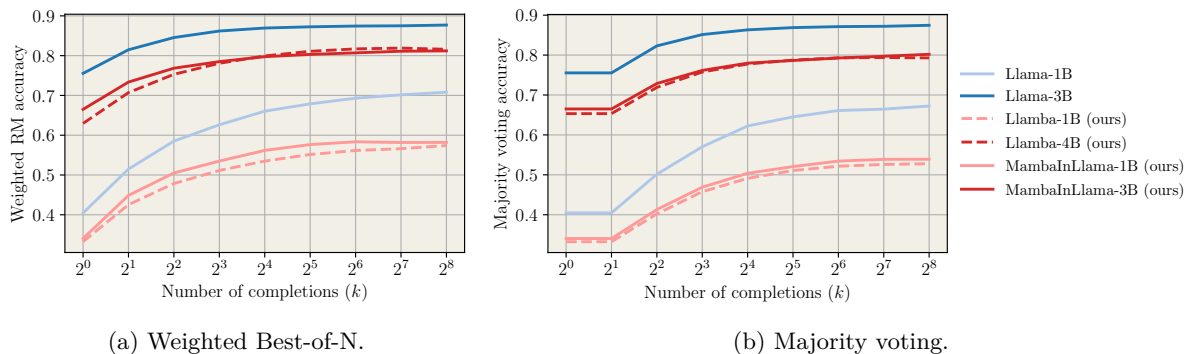 0.9
0.8
0.7
0.6
0.5
0.4
Weighted RM accuracy
2^0 2^1 2^2 2^3 2^4 2^5 2^6 2^7 2^8
Number of completions (k)
(a) Weighted Best-of-N.
0.9
0.8
0.7
0.6
0.5
0.4
Majority voting accuracy
2^0 2^1 2^2 2^3 2^4 2^5 2^6 2^7 2^8
Number of completions (k)
(b) Majority voting.
Llama-1B
Llama-3B
Llamba-1B (ours)
Llamba-4B (ours)
MambaInLlama-1B (ours)
MambaInLlama-3B (ours)